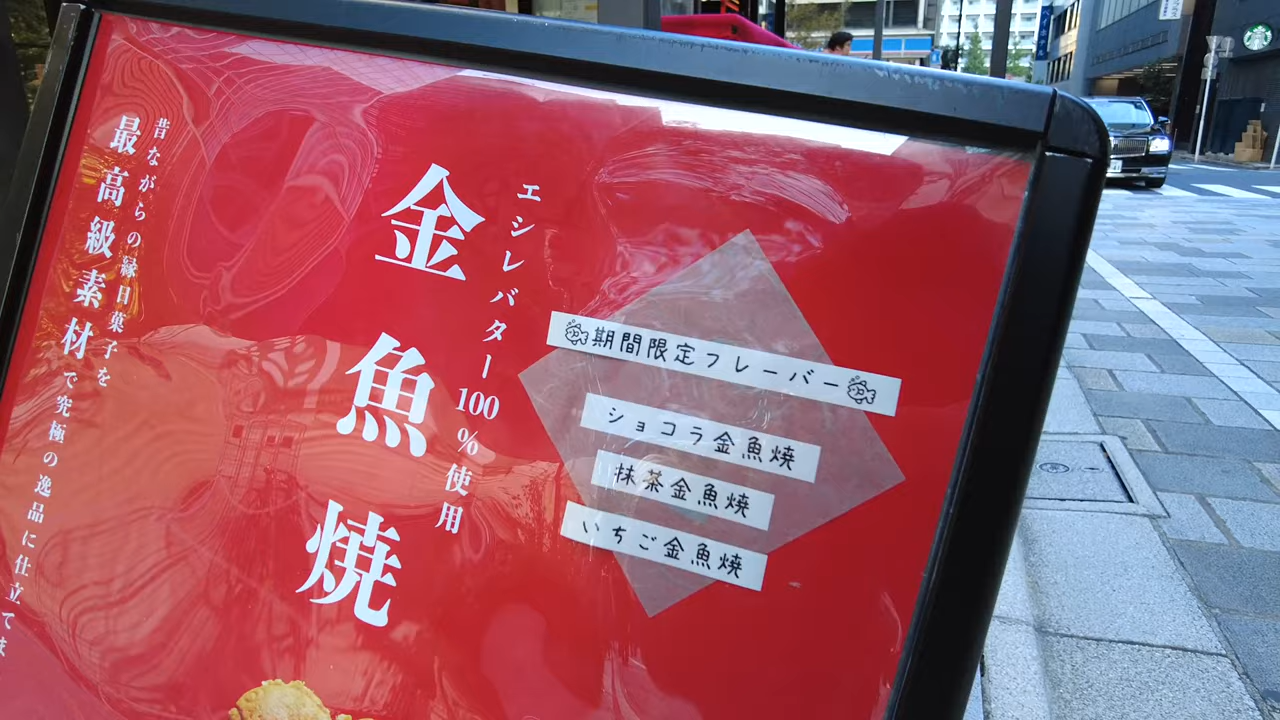 エシレバター100%使用
金魚焼
昔ながらの縁日菓子を
最高級素材で究極の逸品に仕立てま
期間限定フレーバー
ショコラ金魚焼
抹茶金魚焼
いちご金魚焼